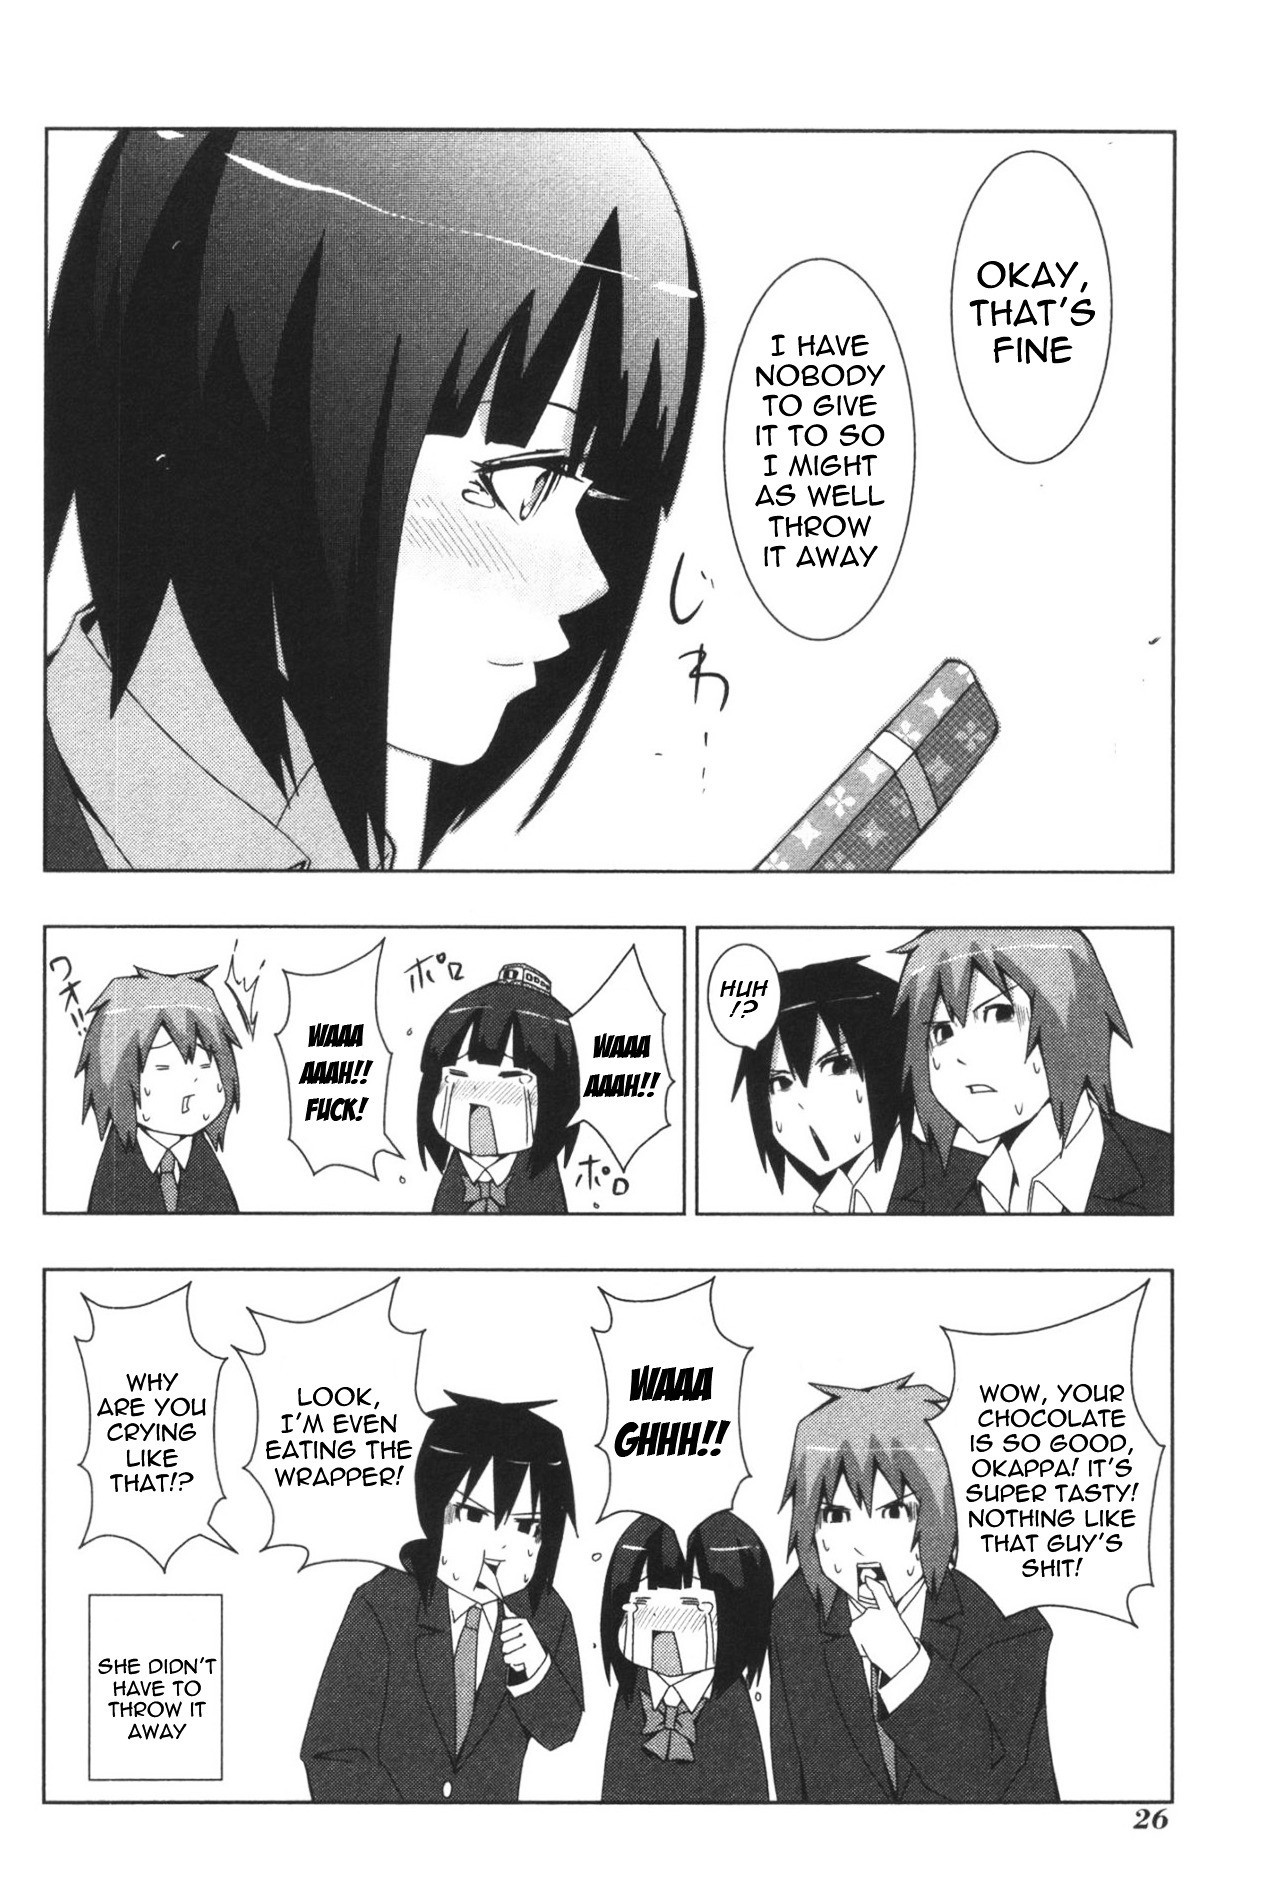 OKAY,
THAT'S
FINE
I HAVE
NOBODY
TO GIVE
IT TO SO
I MIGHT
AS WELL
THROW
IT AWAY
じわ…
HUH
!?
WAAA
AAAH!!
ポロ
ポロ
WAAA
AAAH!!
FUCK!
ワオ!!
WOW, YOUR
CHOCOLATE
IS SO GOOD,
OKAPPA! IT'S
SUPER TASTY!
NOTHING LIKE
THAT GUY'S
SHIT!
WAAA
GHHH!!
LOOK,
I'M EVEN
EATING THE
WRAPPER!
WHY
ARE YOU
CRYING
LIKE
THAT!?
SHE DIDN'T
HAVE TO
THROW IT
AWAY
26